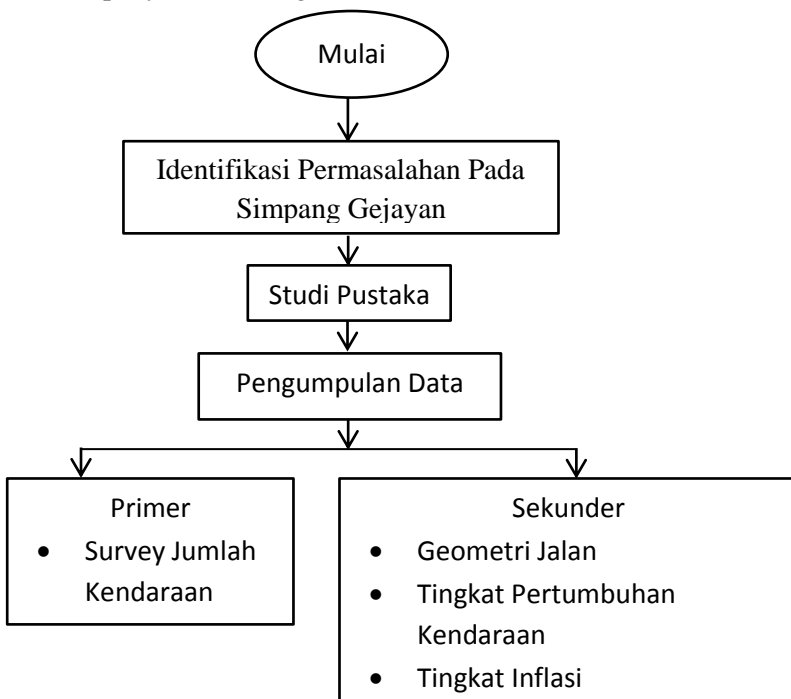 Mulai
Identifikasi Permasalahan Pada
Simpang Gejayan
Studi Pustaka
Pengumpulan Data
Primer
• Survey Jumlah
Kendaraan
Sekunder
• Geometri Jalan
• Tingkat Pertumbuhan
Kendaraan
• Tingkat Inflasi